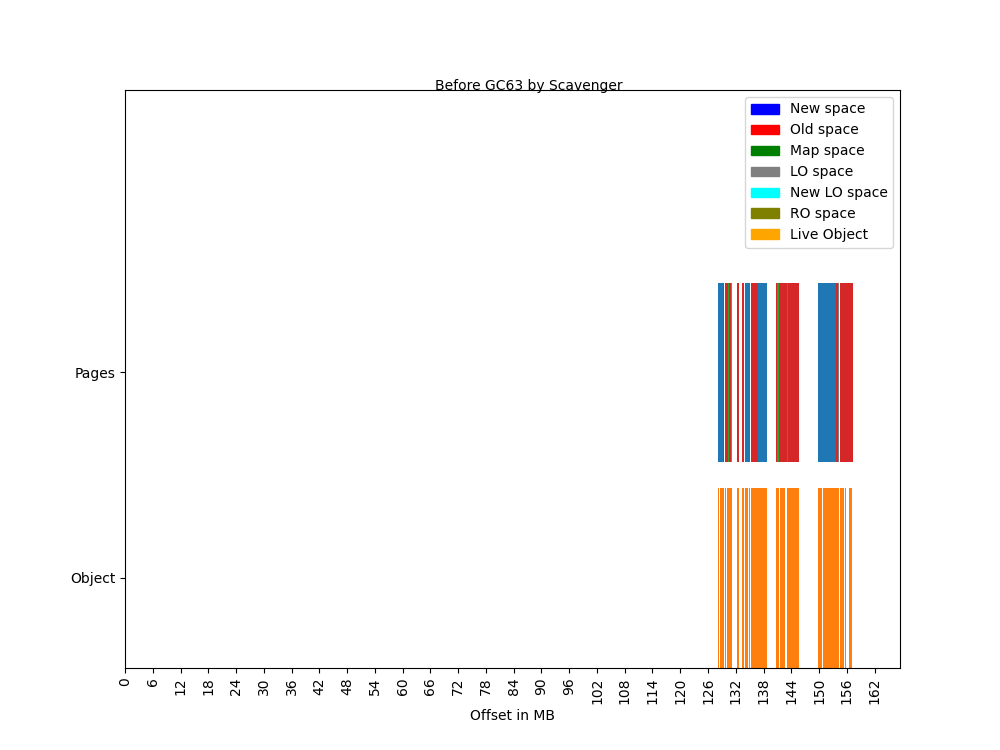 Before GC63 by Scavenger
New space
Old space
Map space
LO space
New LO space
RO space
Live Object
Pages
Object
0 6 12 18 24 30 36 42 48 54 60 66 72 78 84 90 96 102 108 114 120 126 132 138 144 150 156 162
Offset in MB